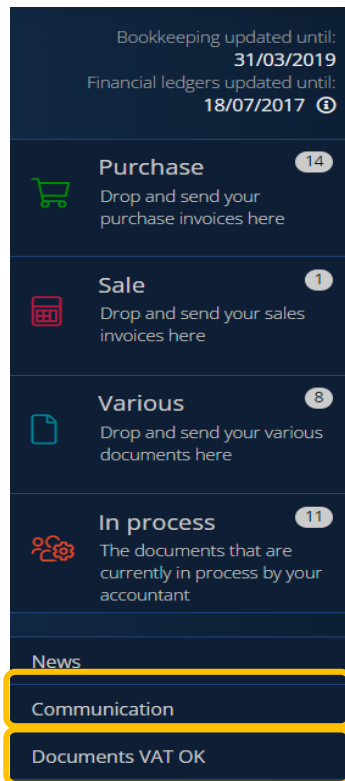 Bookkeeping updated until:
31/03/2019
Financial ledgers updated until:
18/07/2017
Purchase 14
Drop and send your
purchase invoices here
Sale 1
Drop and send your sales
invoices here
Various 8
Drop and send your various
documents here
In process 11
The documents that are
currently in process by your
accountant
News
Communication
Documents VAT OK